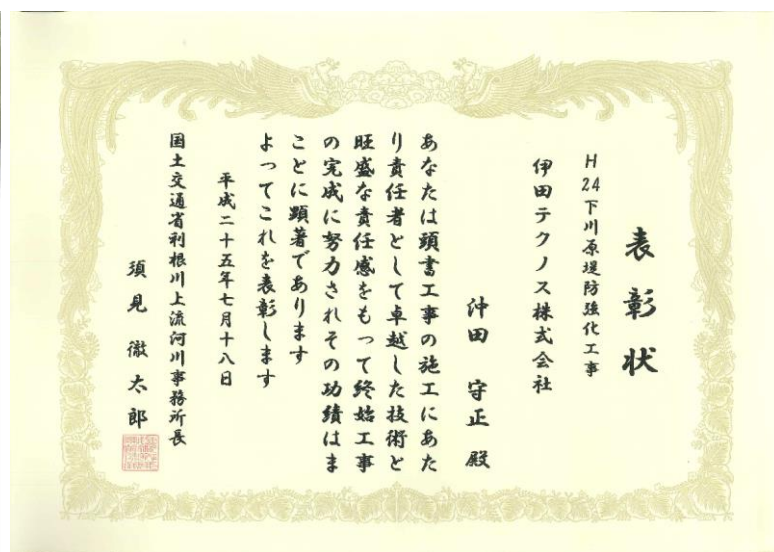 表彰状
H24下川原堤防強化工事
伊田テクノス株式会社
沖田 守正 殿
あなたは頭書工事の施工にあた
り責任者として卓越した技術と
旺盛な責任感をもって終始工事
の完成に努力されその功績はま
ことに顕著であります
よってこれを表彰します
平成二十五年七月十八日
国土交通省利根川上流河川事務所長
須見 徹太郎